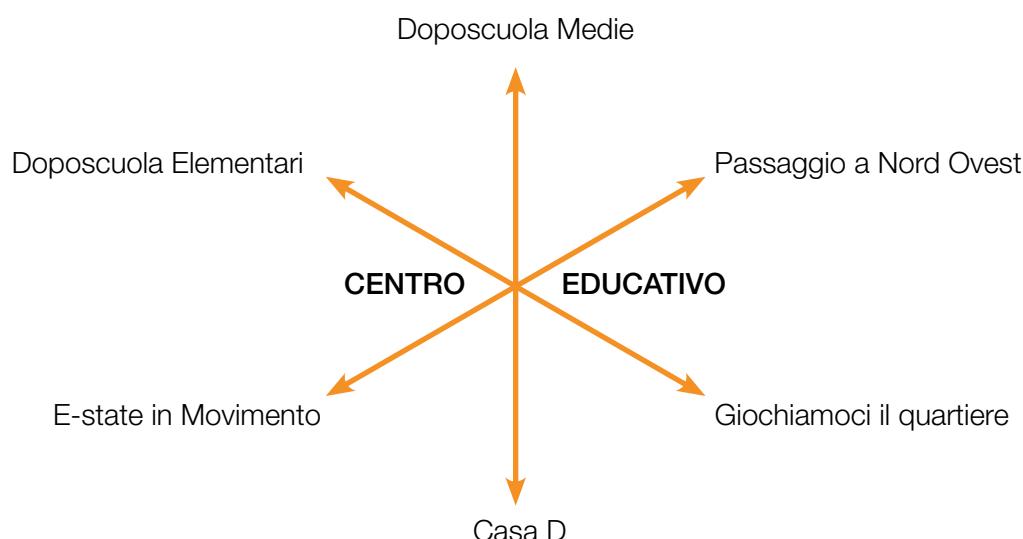 Doposcuola Medie
Doposcuola Elementari
Passaggio a Nord Ovest
CENTRO EDUCATIVO
E-state in Movimento
Giochiamoci il quartiere
Casa D